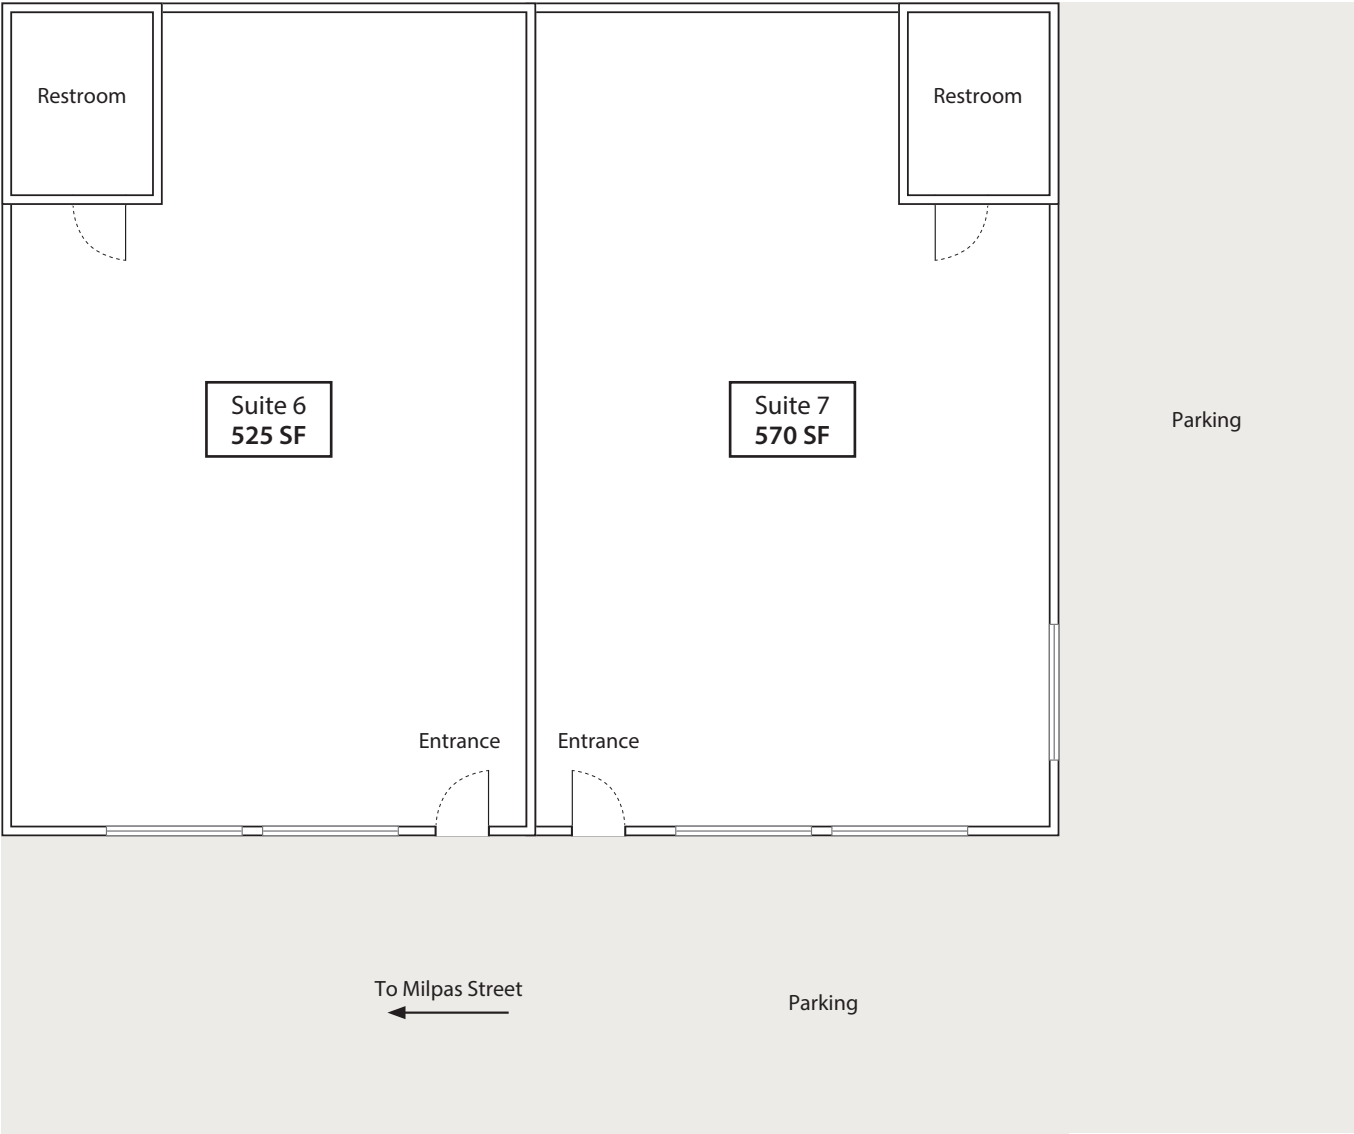 Restroom
Restroom
Suite 6
525 SF
Suite 7
570 SF
Parking
Entrance
Entrance
To Milpas Street
Parking